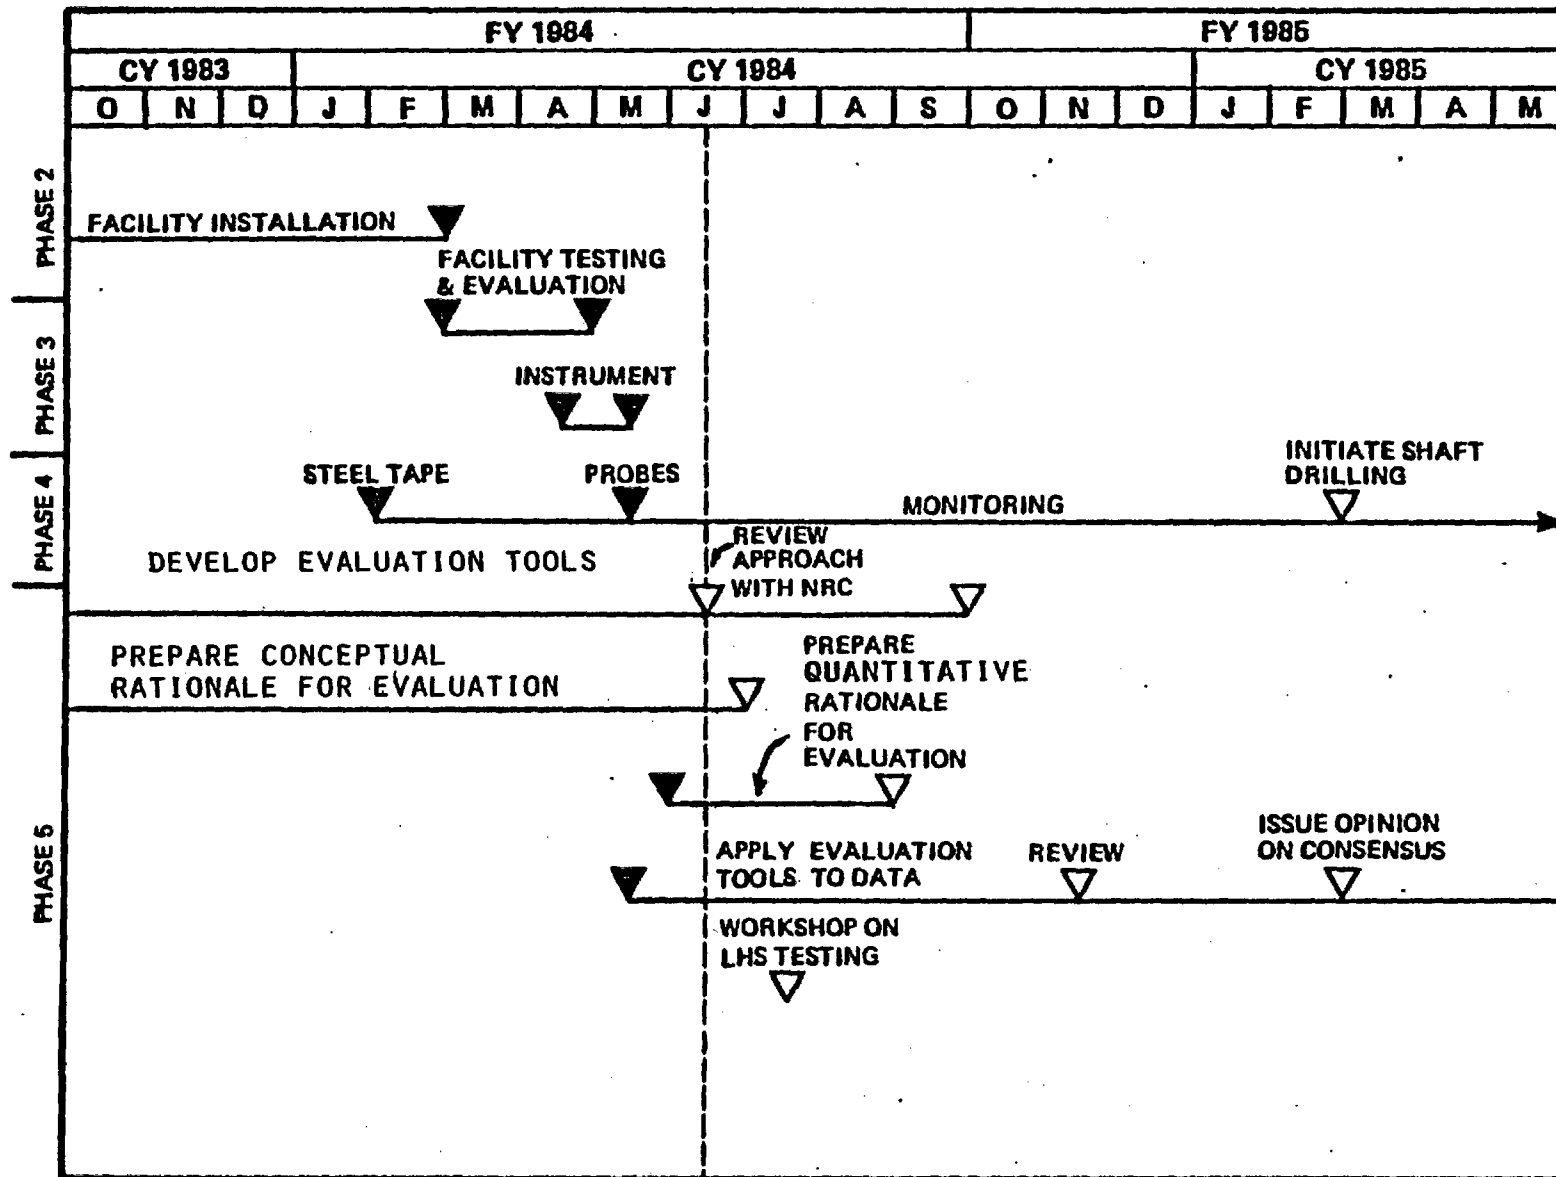 FY 1984 FY 1985
CY 1983 CY 1984 CY 1985
O N D J F M A M J J A S O N D J F M A M
PHASE 2
FACILITY INSTALLATION
FACILITY TESTING
& EVALUATION
PHASE 3
INSTRUMENT
PHASE 4
STEEL TAPE
PROBES
MONITORING
INITIATE SHAFT
DRILLING
DEVELOP EVALUATION TOOLS
REVIEW
APPROACH
WITH NRC
PREPARE CONCEPTUAL
RATIONALE FOR EVALUATION
PREPARE
QUANTITATIVE
RATIONALE
FOR
EVALUATION
PHASE 5
APPLY EVALUATION
TOOLS TO DATA
REVIEW
ISSUE OPINION
ON CONSENSUS
WORKSHOP ON
LHS TESTING